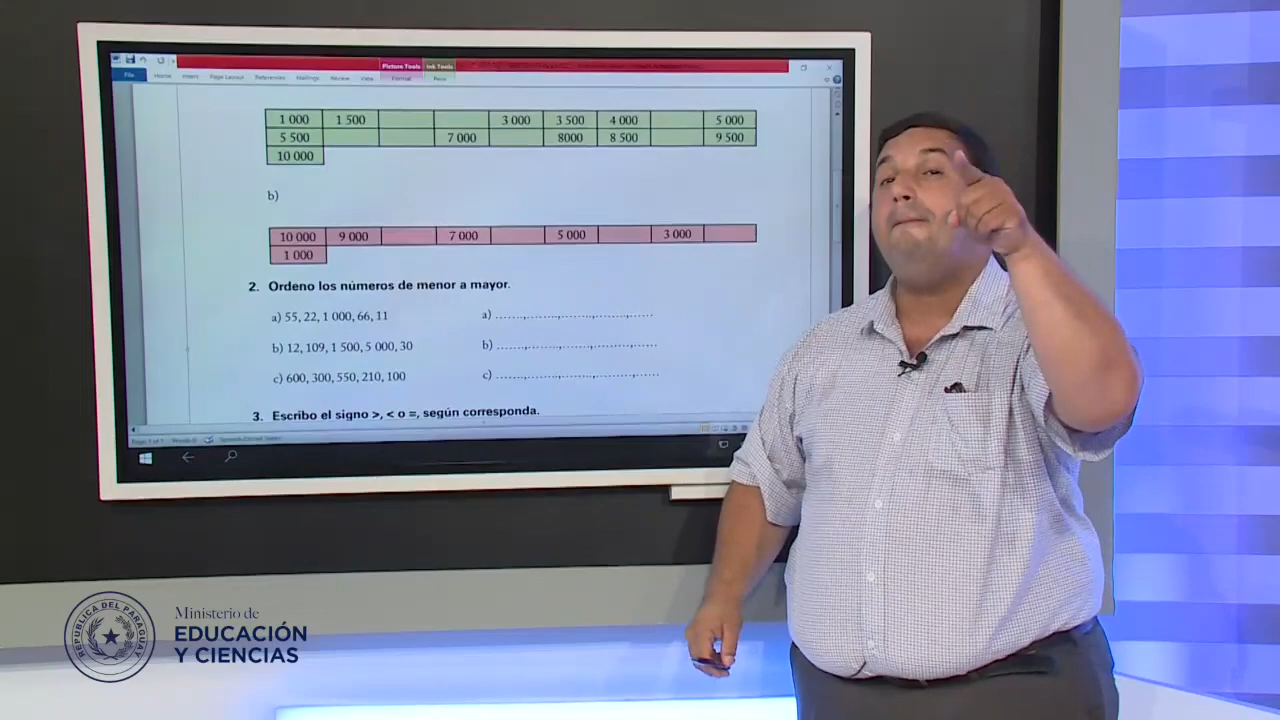 Picture Tools Ink Tools
File Home Insert Page Layout References Mailings Review View Format Pens
1 000 1 500 3 000 3 500 4 000 5 000
5 500 7 000 8000 8 500 9 500
10 000
b)
10 000 9 000 7 000 5 000 3 000
1 000
2. Ordeno los números de menor a mayor.
a) 55, 22, 1 000, 66, 11 a) ........,........,........,........,......
b) 12, 109, 1 500, 5 000, 30 b) ........,........,........,........,......
c) 600, 300, 550, 210, 100 c) ........,........,........,........,......
3. Escribo el signo >, < o =, según corresponda.
REPUBLICA DEL PARAGUAY
Ministerio de
EDUCACIÓN
Y CIENCIAS